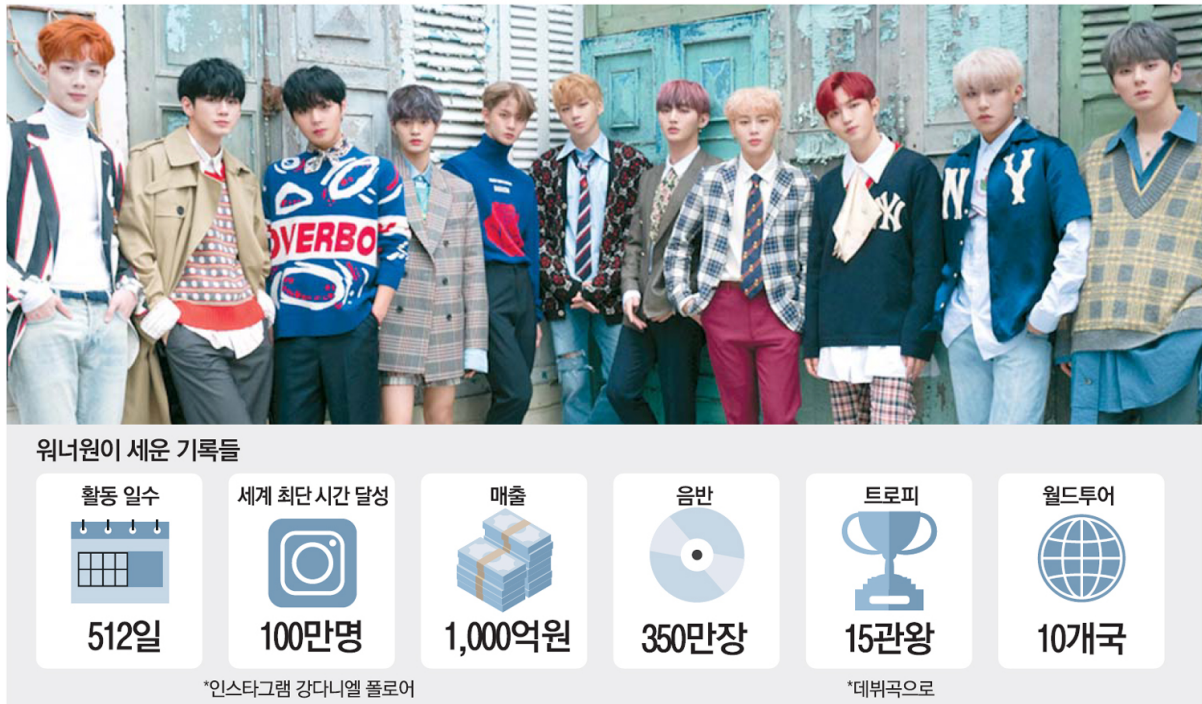 OVERBOY
NY
N.Y
워너원이 세운 기록들
활동 일수
512일
세계 최단 시간 달성
100만명
*인스타그램 강다니엘 폴로어
매출
1,000억원
음반
350만장
트로피
15관왕
*데뷔곡으로
월드투어
10개국